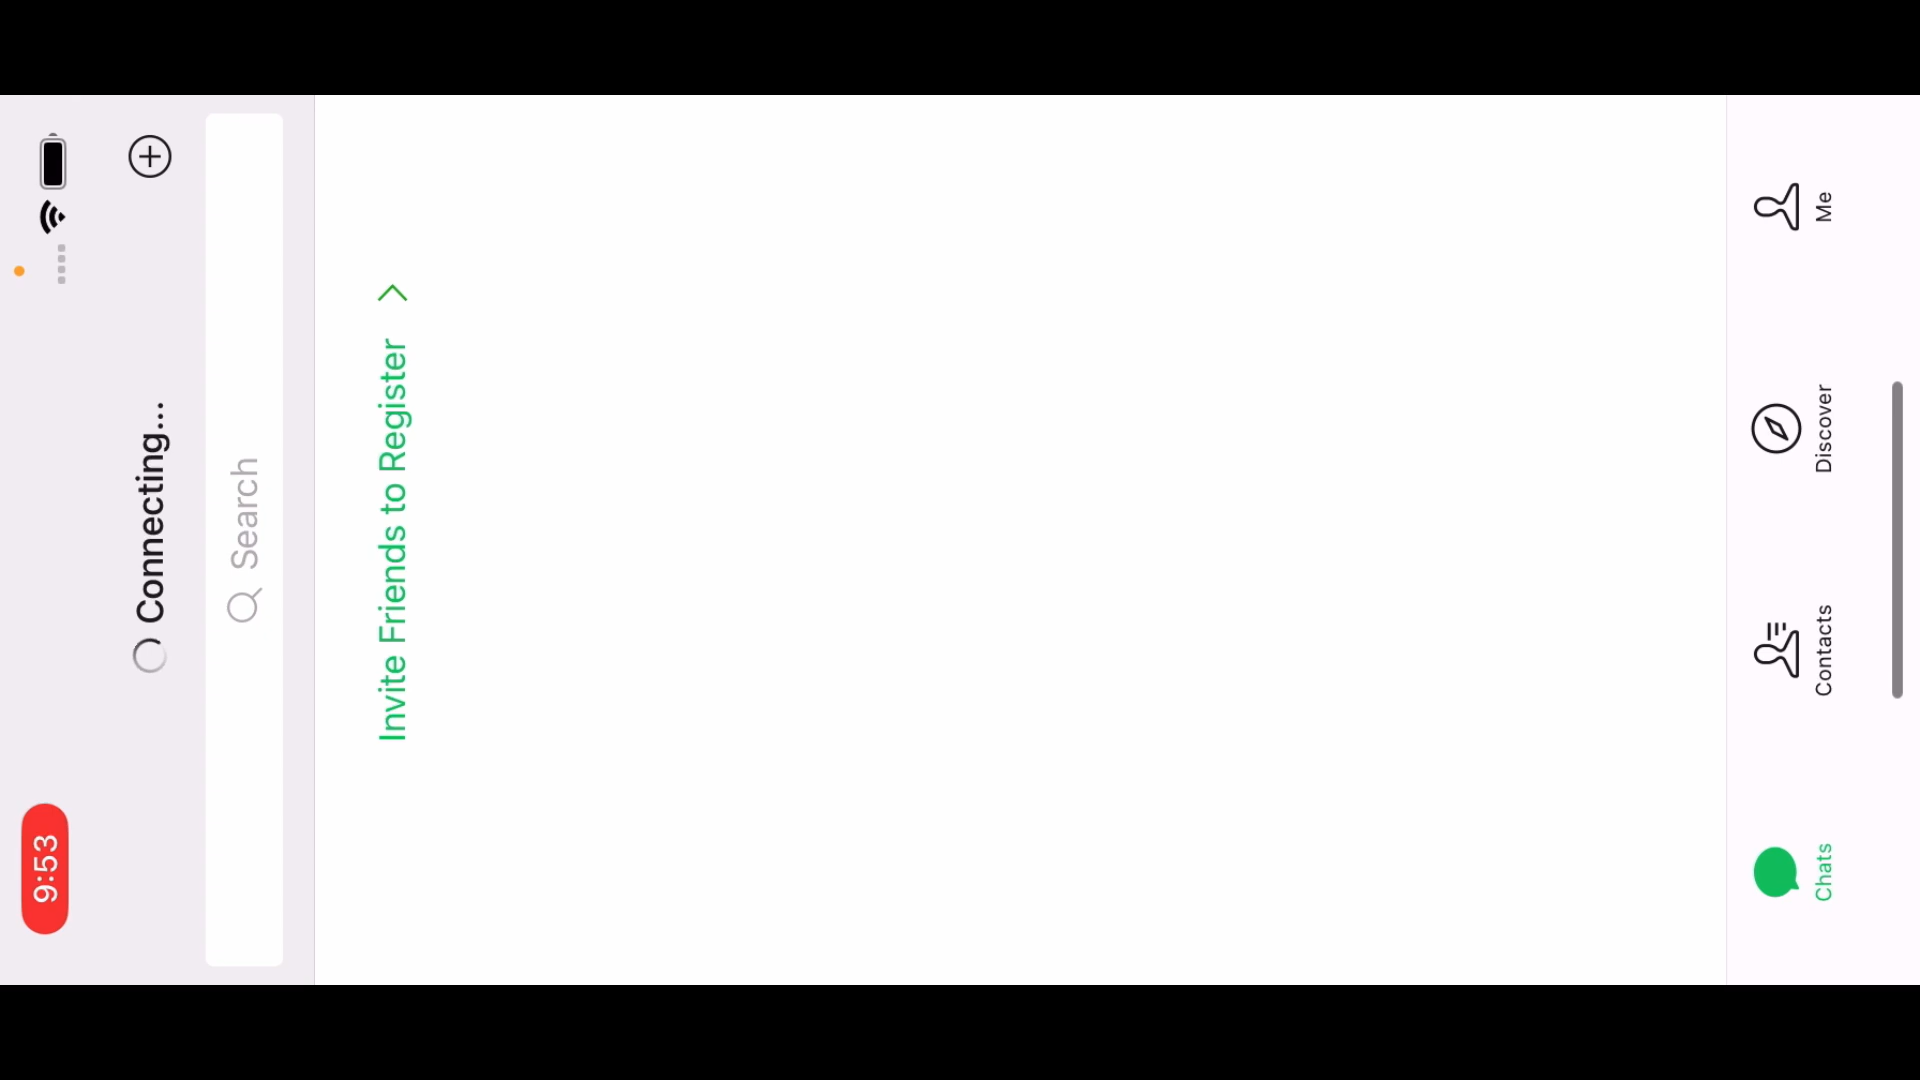 9:53
Connecting...
Search
Invite Friends to Register
Chats
Contacts
Discover
Me